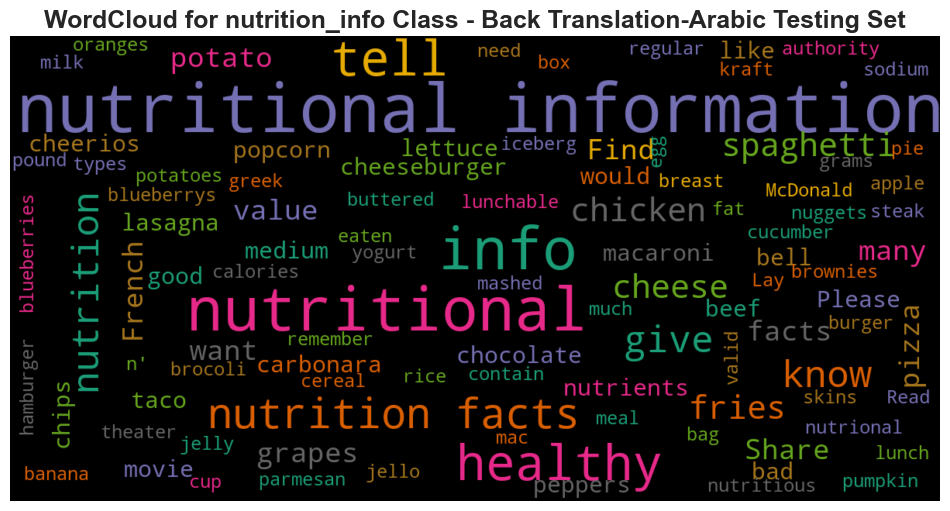 WordCloud for nutrition_info Class - Back Translation-Arabic Testing Set
oranges
tell
need
regular
like
authority
milk
potato
box
kraft
sodium
nutritional information
cheerios
popcorn
lettuce
iceberg
Find
egg
spaghetti
pie
pound
types
cheeseburger
grams
potatoes
greek
would
breast
McDonald
apple
blueberrys
buttered
lunchable
chicken
fat
nuggets
steak
blueberries
nutrition
lasagna
value
cucumber
French
medium
eaten
info
macaroni
bell
many
good
calories
yogurt
mashed
cheese
Lay
brownies
nutritional
much
beef
Please
hamburger
n'
want
remember
give
facts
burger
pizza
brocoli
carbonara
chocolate
valid
cereal
rice
contain
nutrients
know
chips
taco
nutrition facts
fries
skins
Read
theater
jelly
mac
meal
bag
nutrional
grapes
healthy
Share
lunch
banana
movie
cup
parmesan
jello
peppers
bad
nutritious
pumpkin